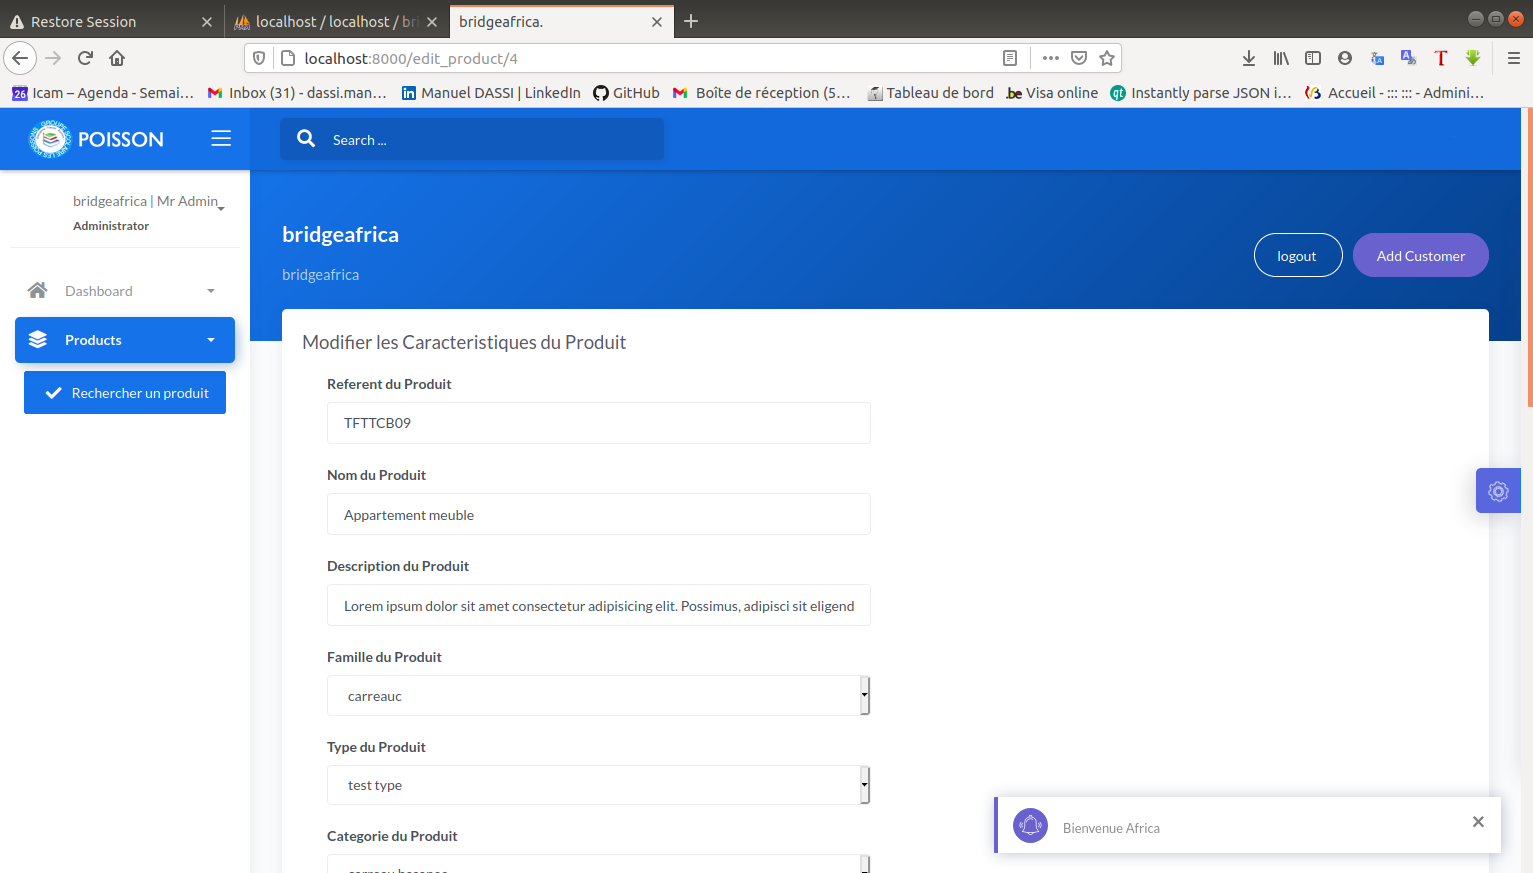 Restore Session
localhost / localhost / bri
bridgeafrica.
localhost:8000/edit_product/4
Icam – Agenda - Semai…
Inbox (31) - dassi.man…
Manuel DASSI | LinkedIn
GitHub
Boîte de réception (5…
Tableau de bord
.be Visa online
qt Instantly parse JSON i…
Accueil - ::: ::: - Admini…
POISSON
Search ...
bridgeafrica | Mr Admin
Administrator
Dashboard
Products
Rechercher un produit
bridgeafrica
bridgeafrica
logout
Add Customer
Modifier les Caracteristiques du Produit
Referent du Produit
TFTTCB09
Nom du Produit
Appartement meuble
Description du Produit
Lorem ipsum dolor sit amet consectetur adipisicing elit. Possimus, adipisci sit eligend
Famille du Produit
carreauc
Type du Produit
test type
Categorie du Produit
Bienvenue Africa